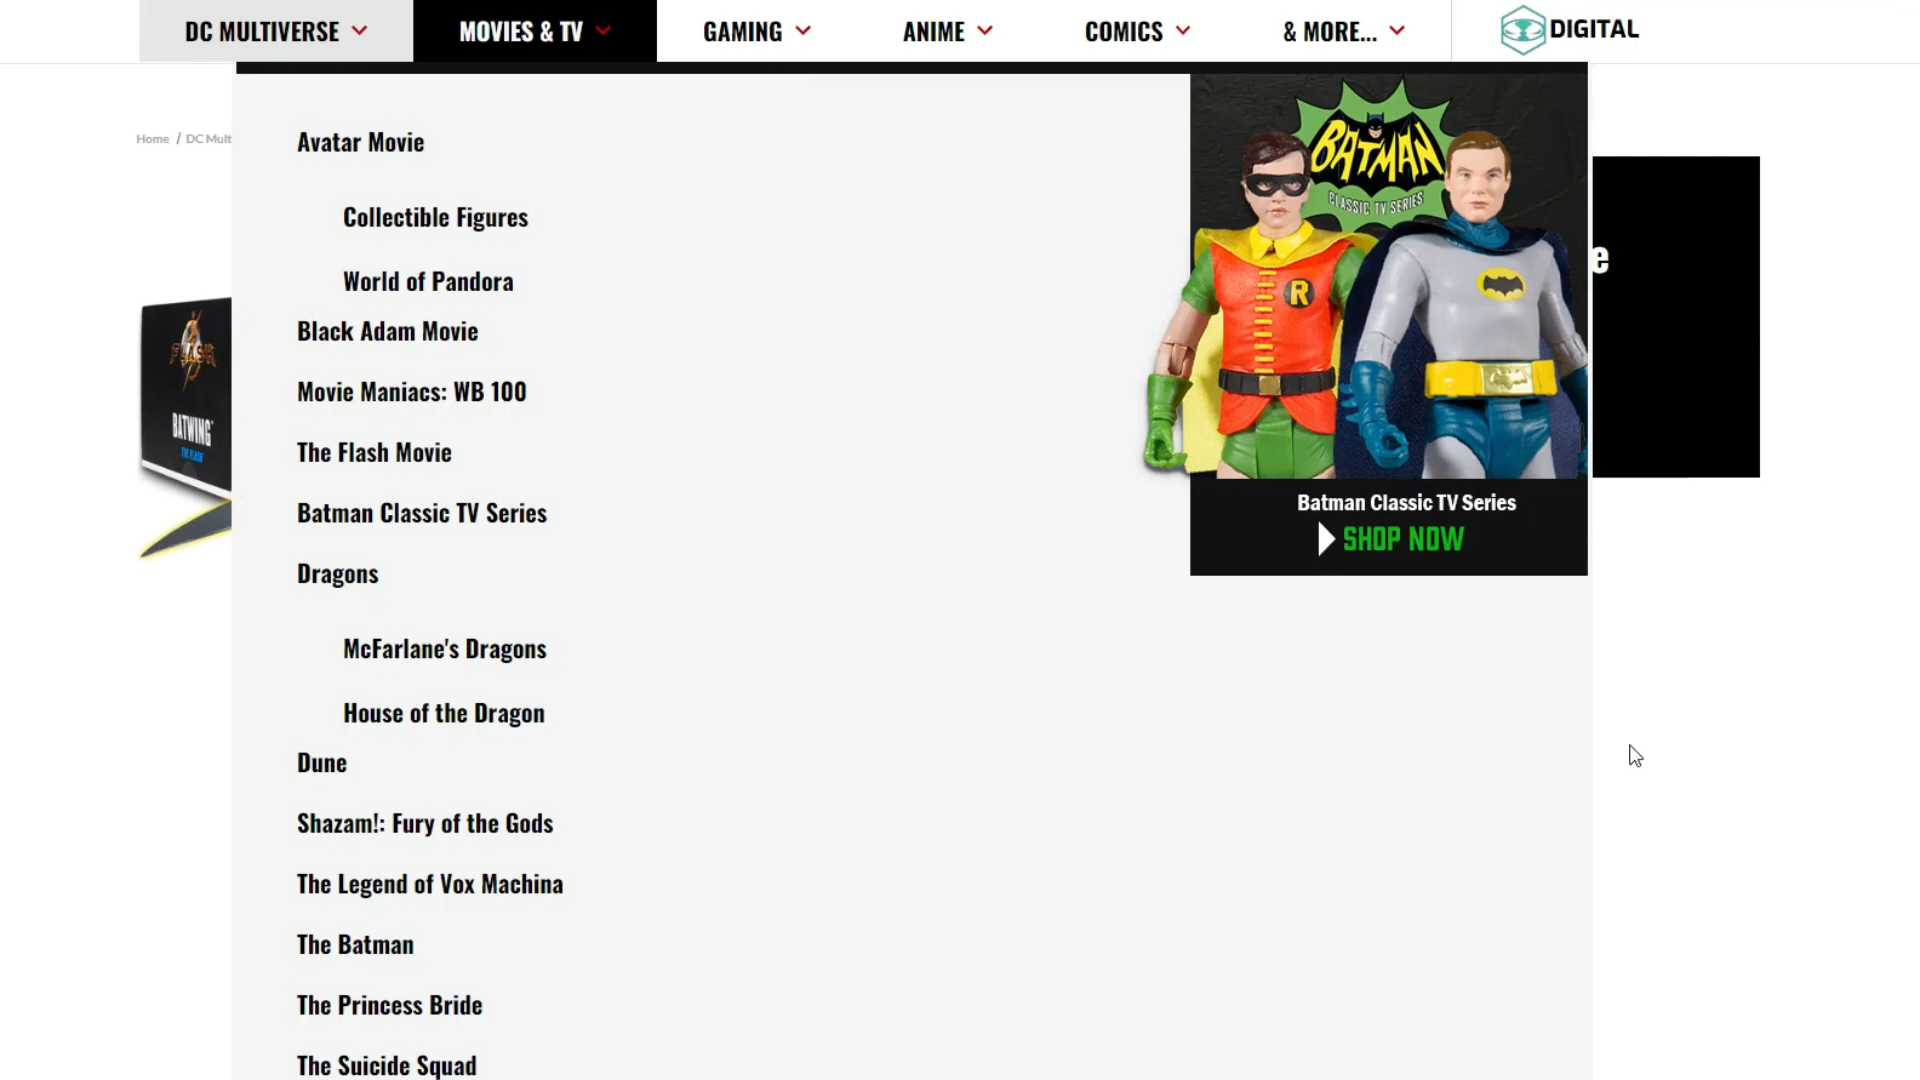 DC MULTIVERSE
MOVIES & TV
GAMING
ANIME
COMICS
& MORE...
DIGITAL
Home / DC Mult
Avatar Movie
Collectible Figures
World of Pandora
Black Adam Movie
Movie Maniacs: WB 100
The Flash Movie
Batman Classic TV Series
Dragons
McFarlane's Dragons
House of the Dragon
Dune
Shazam!: Fury of the Gods
The Legend of Vox Machina
The Batman
The Princess Bride
The Suicide Squad
BATMAN
CLASSIC TV SERIES
R
Batman Classic TV Series
SHOP NOW
e
FLASH
BATWING
THE FLASH